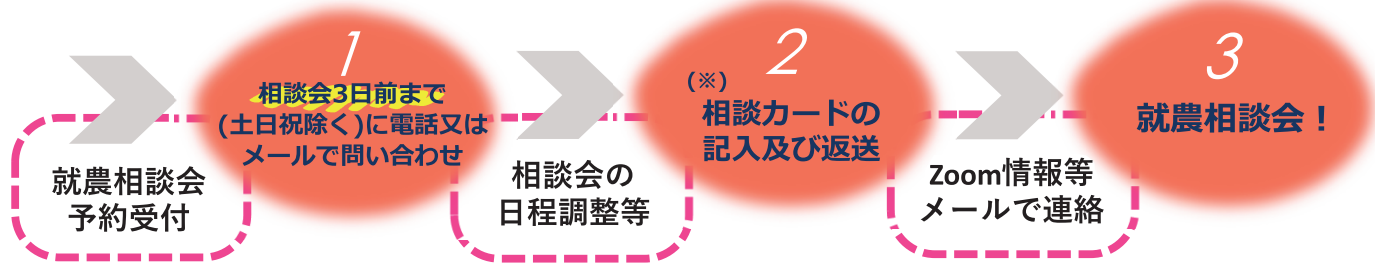 就農相談会
予約受付
1
相談会3日前まで
(土日祝除く)に電話又は
メールで問い合わせ
相談会の
日程調整等
2
(※)
相談カードの
記入及び返送
Zoom情報等
メールで連絡
3
就農相談会！